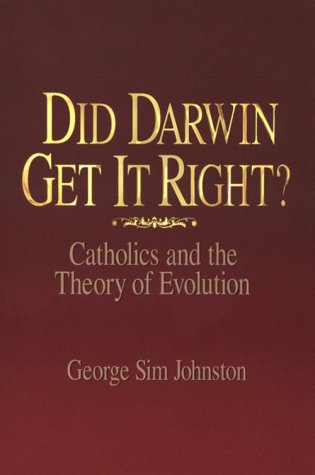 DID DARWIN
GET IT RIGHT?
Catholics and the
Theory of Evolution
George Sim Johnston